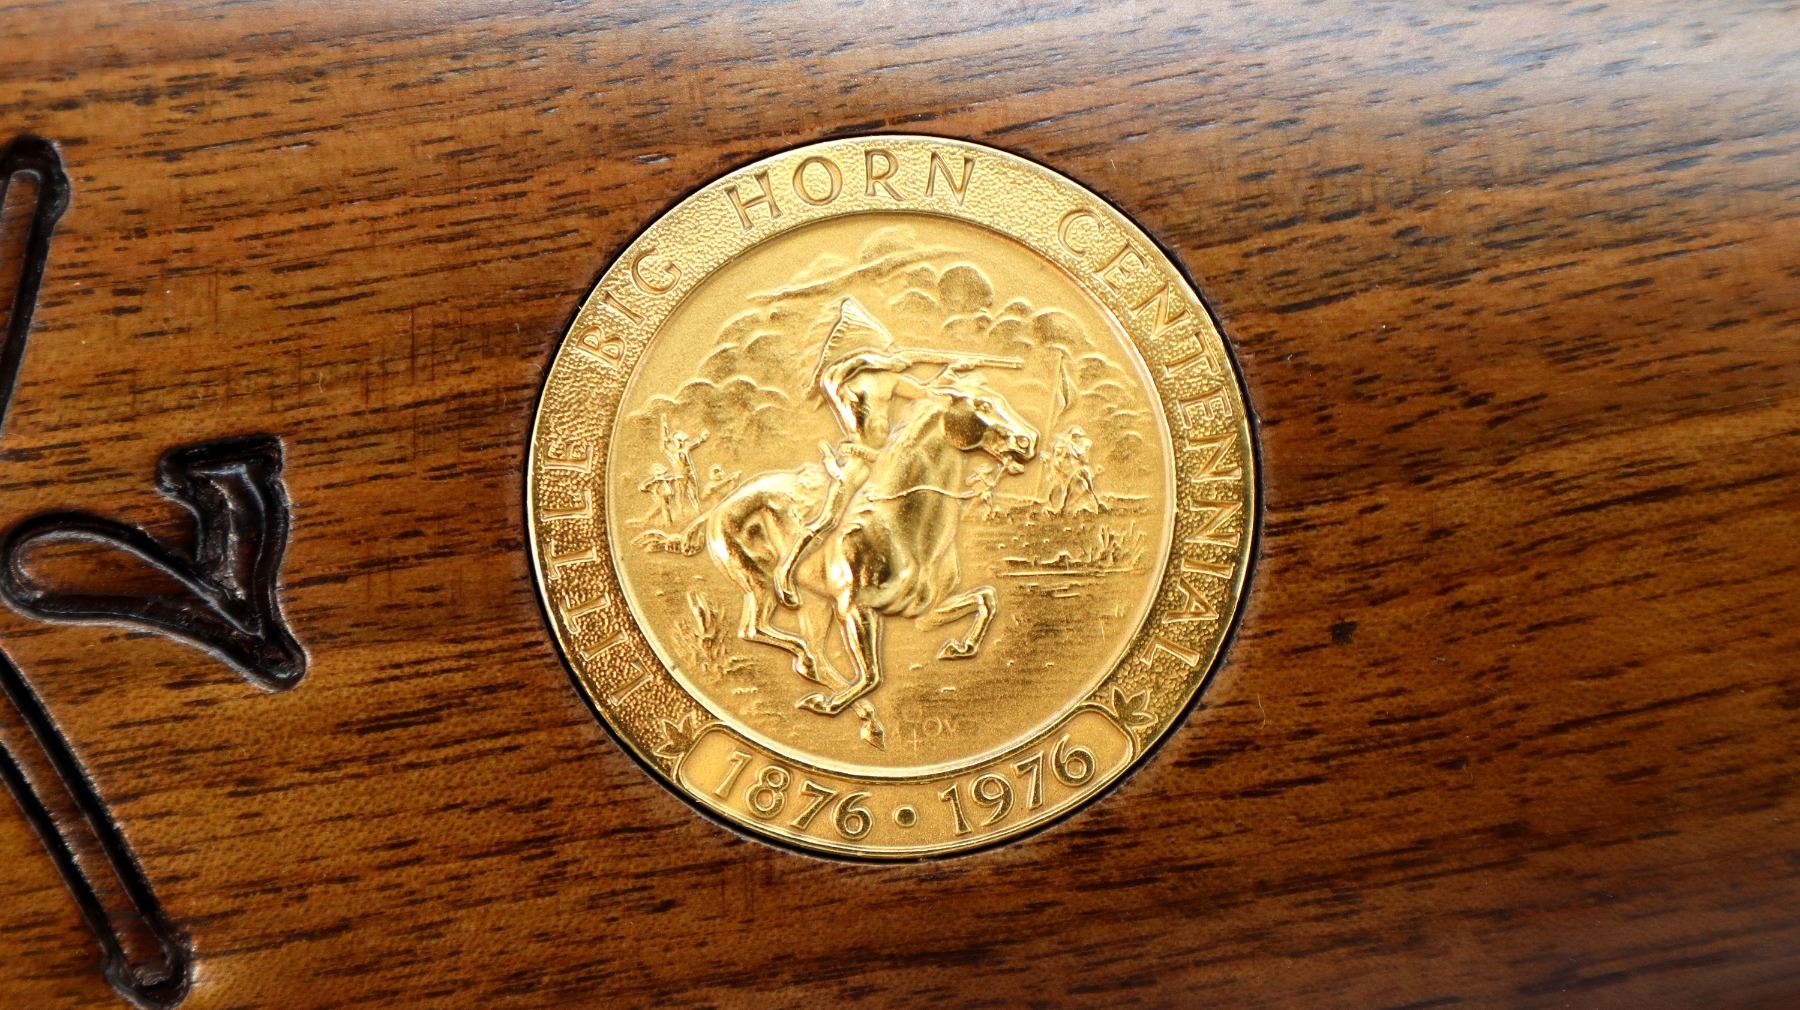 LITTLE BIG HORN CENTENNIAL
1876 • 1976